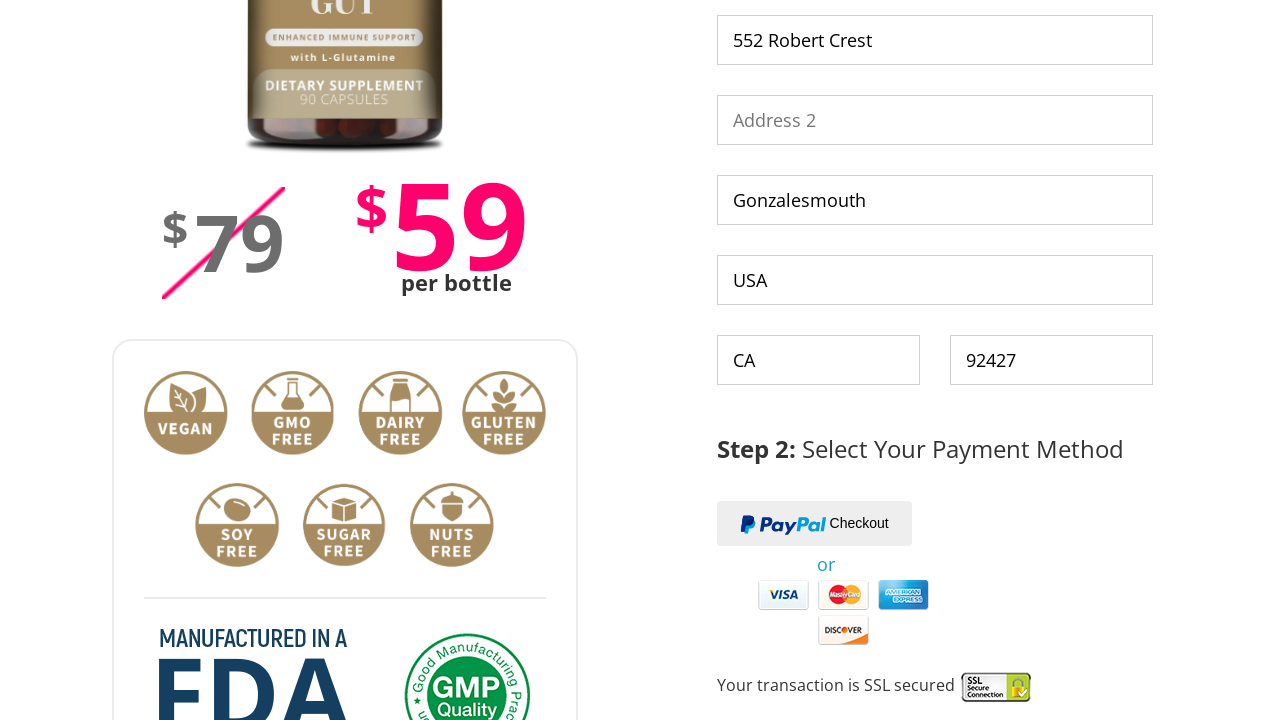 GUT
ENHANCED IMMUNE SUPPORT
with L-Glutamine
DIETARY SUPPLEMENT
90 CAPSULES
$79
$59
per bottle
VEGAN
GMO FREE
DAIRY FREE
GLUTEN FREE
SOY FREE
SUGAR FREE
NUTS FREE
MANUFACTURED IN A
FDA
Good Manufacturing
GMP
Quality
552 Robert Crest
Address 2
Gonzalesmouth
USA
CA
92427
Step 2: Select Your Payment Method
PayPal Checkout
or
VISA
MasterCard
AMERICAN EXPRESS
DISCOVER
Your transaction is SSL secured
SSL
Secure
Connection